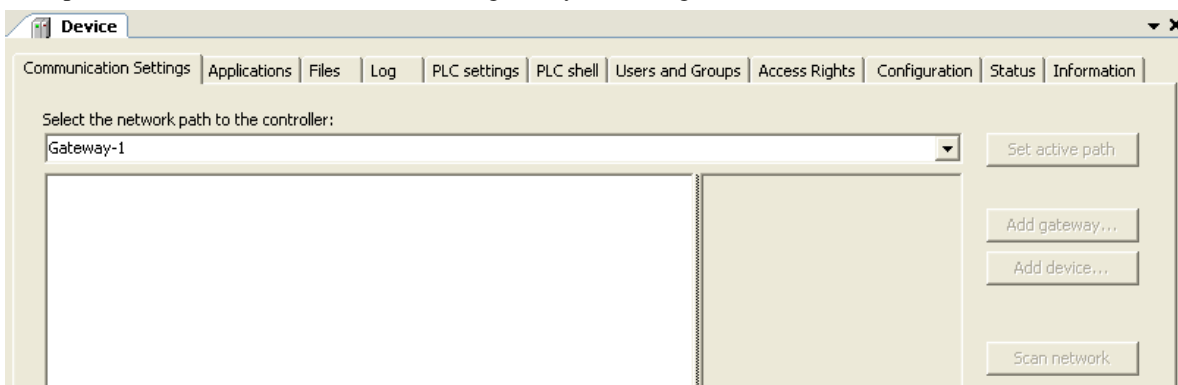 Device
Communication Settings Applications Files Log PLC settings PLC shell Users and Groups Access Rights Configuration Status Information
Select the network path to the controller:
Gateway-1
Set active path
Add gateway...
Add device...
Scan network